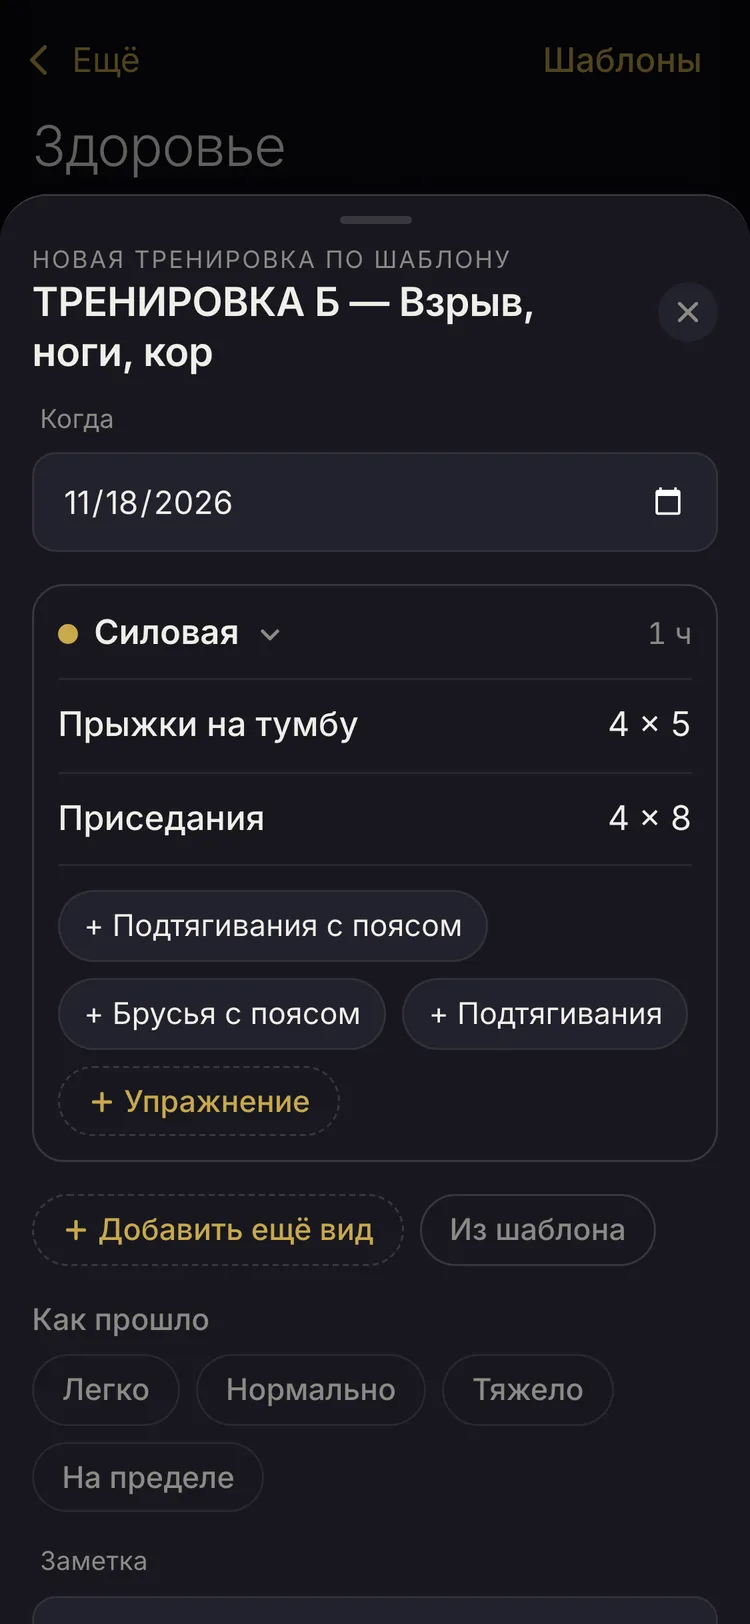 Ещё
Шаблоны
Здоровье
НОВАЯ ТРЕНИРОВКА ПО ШАБЛОНУ
ТРЕНИРОВКА Б — Взрыв,
ноги, кор
Когда
11/18/2026
Силовая
1 ч
Прыжки на тумбу
4 × 5
Приседания
4 × 8
+ Подтягивания с поясом
+ Брусья с поясом
+ Подтягивания
+ Упражнение
+ Добавить ещё вид
Из шаблона
Как прошло
Легко
Нормально
Тяжело
На пределе
Заметка